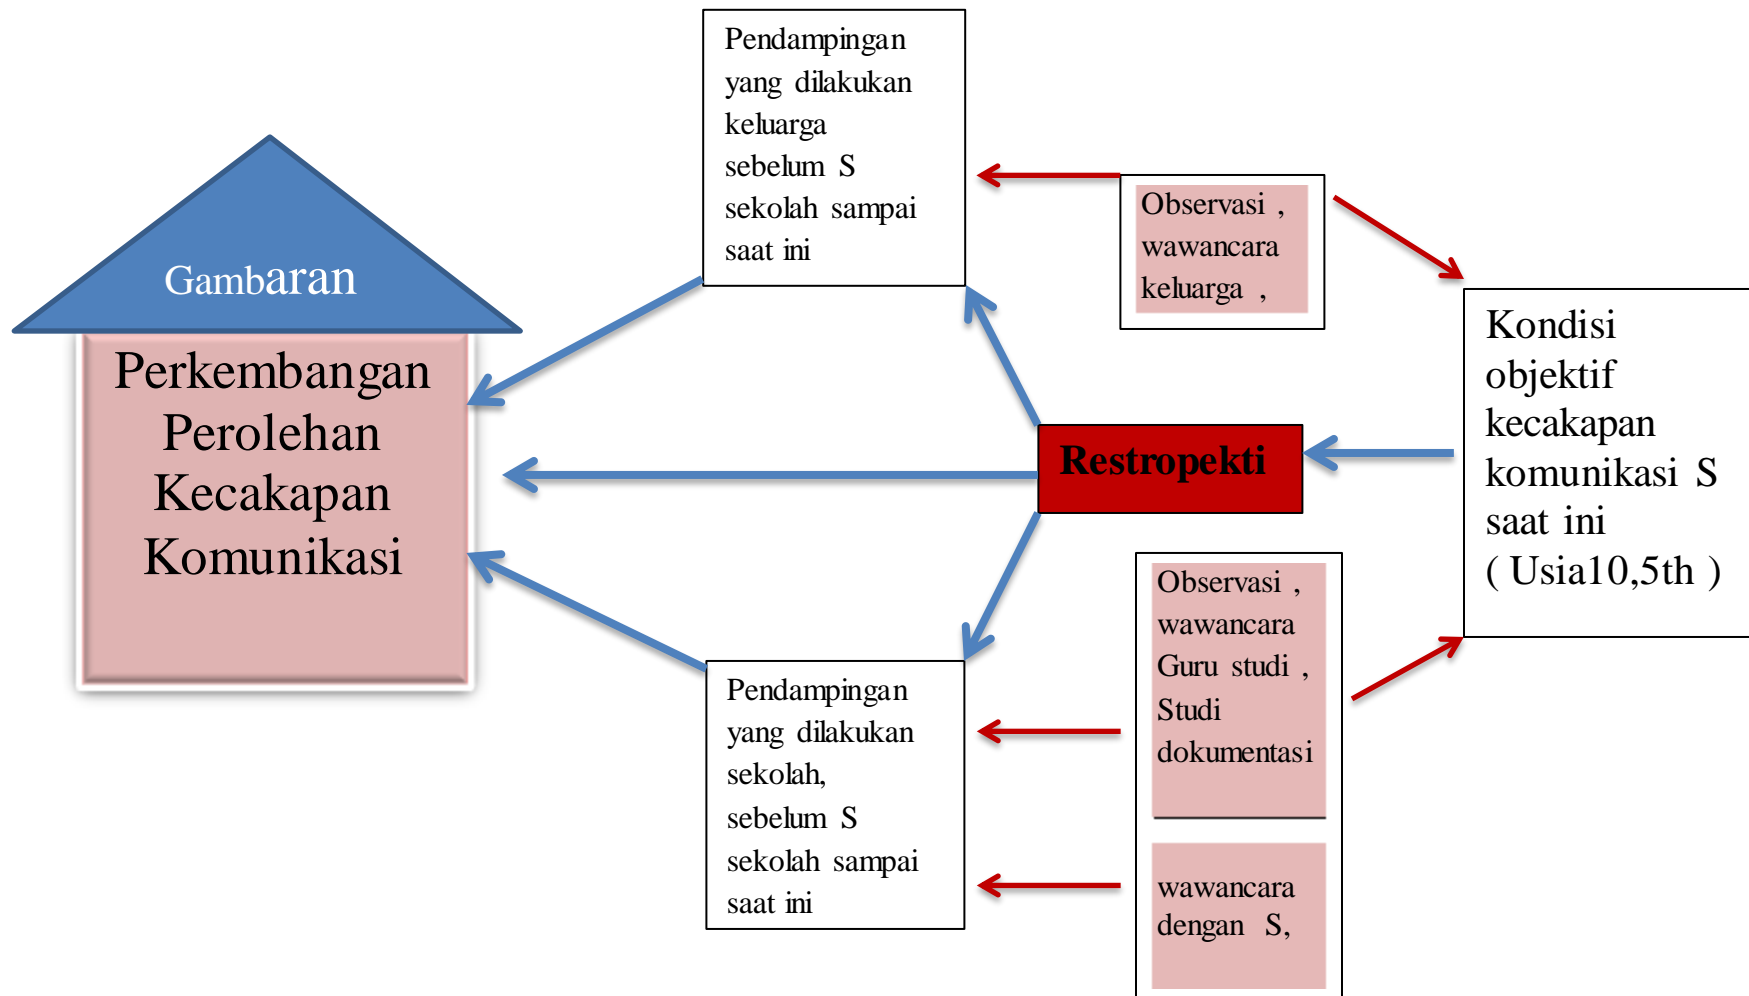 Gambaran
Perkembangan
Perolehan
Kecakapan
Komunikasi
Pendampingan
yang dilakukan
keluarga
sebelum S
sekolah sampai
saat ini
Pendampingan
yang dilakukan
sekolah,
sebelum S
sekolah sampai
saat ini
Restropekti
Observasi ,
wawancara
keluarga ,
Observasi ,
wawancara
Guru studi ,
Studi
dokumentasi
wawancara
dengan S,
Kondisi
objektif
kecakapan
komunikasi S
saat ini
( Usia10,5th )